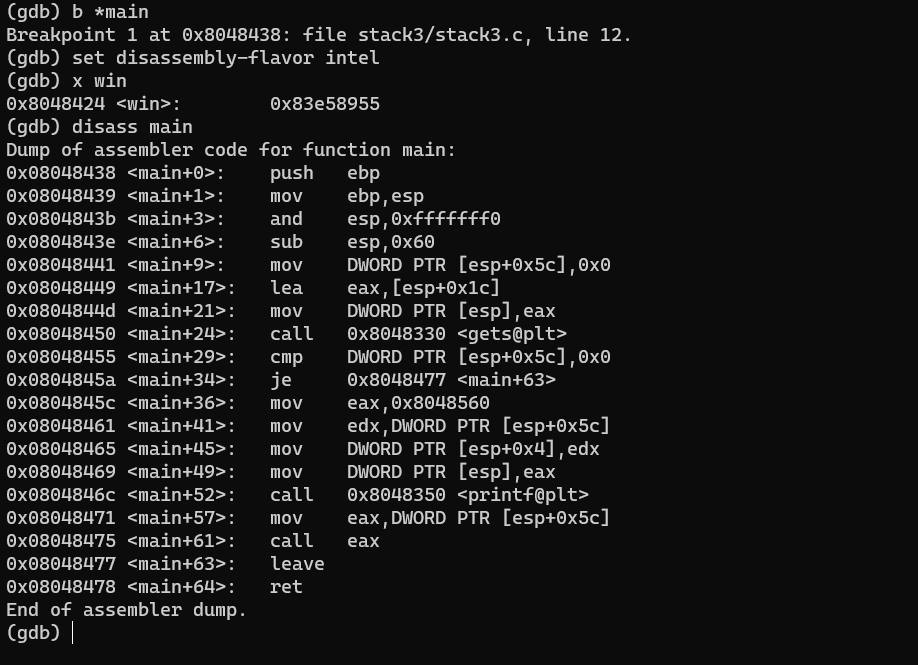 (gdb) b *main
Breakpoint 1 at 0x8048438: file stack3/stack3.c, line 12.
(gdb) set disassembly-flavor intel
(gdb) x win
0x8048424 <win>:        0x83e58955
(gdb) disass main
Dump of assembler code for function main:
0x08048438 <main+0>:    push   ebp
0x08048439 <main+1>:    mov    ebp,esp
0x0804843b <main+3>:    and    esp,0xfffffff0
0x0804843e <main+6>:    sub    esp,0x60
0x08048441 <main+9>:    mov    DWORD PTR [esp+0x5c],0x0
0x08048449 <main+17>:   lea    eax,[esp+0x1c]
0x0804844d <main+21>:   mov    DWORD PTR [esp],eax
0x08048450 <main+24>:   call   0x8048330 <gets@plt>
0x08048455 <main+29>:   cmp    DWORD PTR [esp+0x5c],0x0
0x0804845a <main+34>:   je     0x8048477 <main+63>
0x0804845c <main+36>:   mov    eax,0x8048560
0x08048461 <main+41>:   mov    edx,DWORD PTR [esp+0x5c]
0x08048465 <main+45>:   mov    DWORD PTR [esp+0x4],edx
0x08048469 <main+49>:   mov    DWORD PTR [esp],eax
0x0804846c <main+52>:   call   0x8048350 <printf@plt>
0x08048471 <main+57>:   mov    eax,DWORD PTR [esp+0x5c]
0x08048475 <main+61>:   call   eax
0x08048477 <main+63>:   leave
0x08048478 <main+64>:   ret
End of assembler dump.
(gdb)